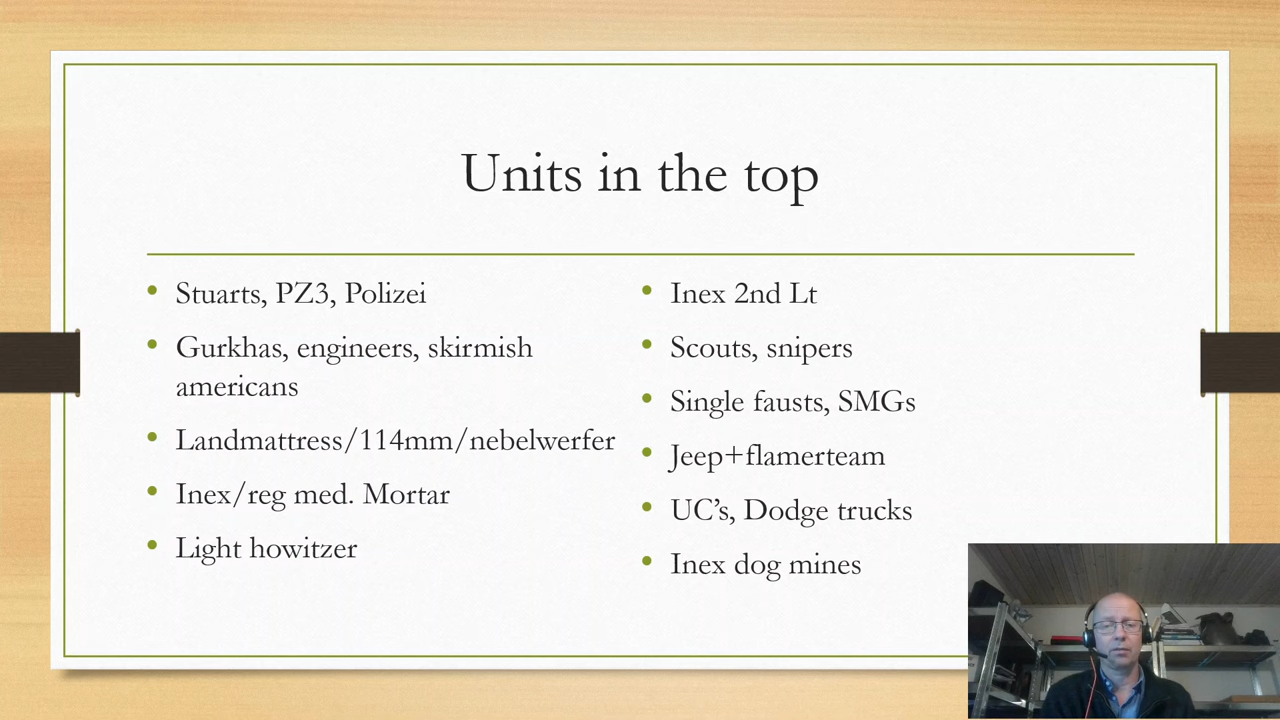 Units in the top
• Stuarts, PZ3, Polizei
• Gurkhas, engineers, skirmish
americans
• Landmattress/114mm/nebelwerfer
• Inex/reg med. Mortar
• Light howitzer
• Inex 2nd Lt
• Scouts, snipers
• Single fausts, SMGs
• Jeep+flamerteam
• UC’s, Dodge trucks
• Inex dog mines